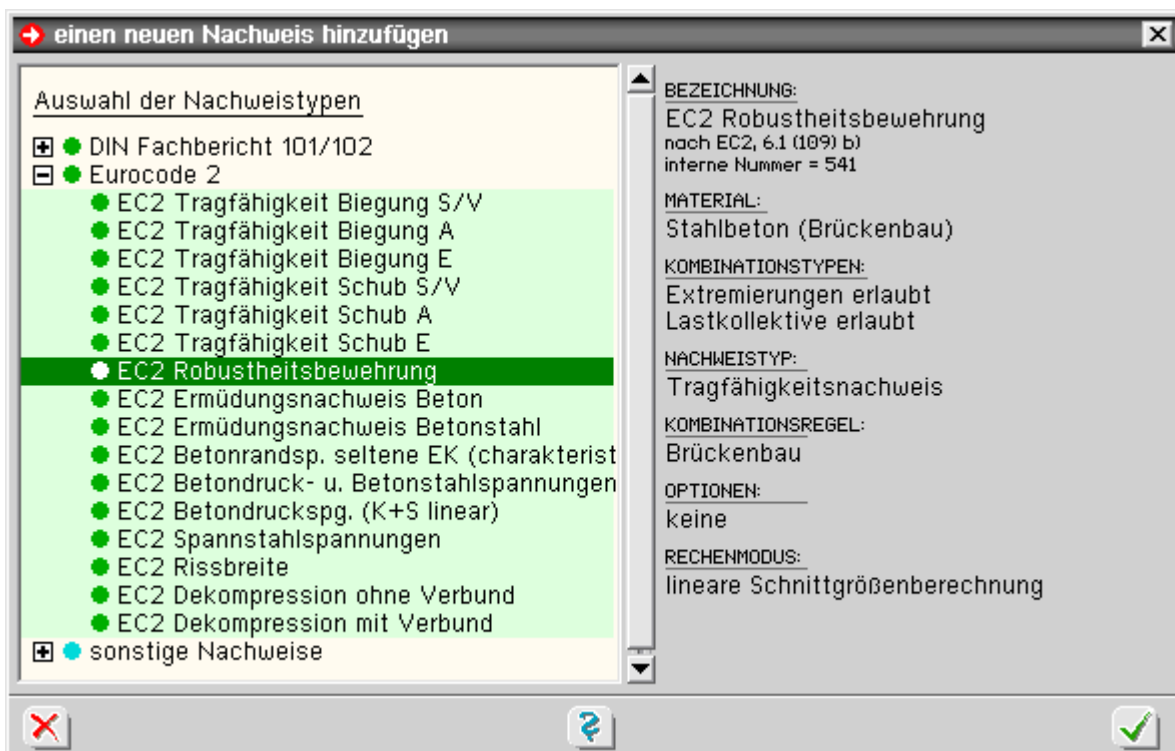 einen neuen Nachweis hinzufügen
Auswahl der Nachweistypen
DIN Fachbericht 101/102
Eurocode 2
EC2 Tragfähigkeit Biegung S/V
EC2 Tragfähigkeit Biegung A
EC2 Tragfähigkeit Biegung E
EC2 Tragfähigkeit Schub S/V
EC2 Tragfähigkeit Schub A
EC2 Tragfähigkeit Schub E
EC2 Robustheitsbewehrung
EC2 Ermüdungsnachweis Beton
EC2 Ermüdungsnachweis Betonstahl
EC2 Betonrandsp. seltene EK (charakterist
EC2 Betondruck- u. Betonstahlspannungen
EC2 Betondruckspg. (K+S linear)
EC2 Spannstahlspannungen
EC2 Rissbreite
EC2 Dekompression ohne Verbund
EC2 Dekompression mit Verbund
sonstige Nachweise
BEZEICHNUNG:
EC2 Robustheitsbewehrung
nach EC2, 6.1 (109) b)
interne Nummer = 541
MATERIAL:
Stahlbeton (Brückenbau)
KOMBINATIONSTYPEN:
Extremierungen erlaubt
Lastkollektive erlaubt
NACHWEISTYP:
Tragfähigkeitsnachweis
KOMBINATIONSREGEL:
Brückenbau
OPTIONEN:
keine
RECHENMODUS:
lineare Schnittgrößenberechnung